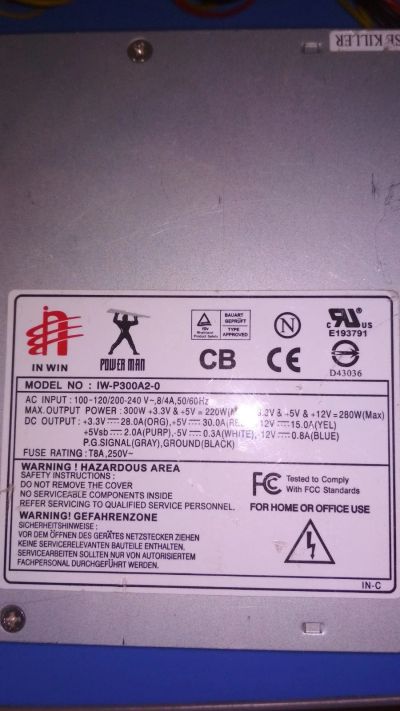 SE KILLER
IN WIN
POWER MAN
TÜV
Rheinland
Product Safety
BAUART
GEPRÜFT
TYPE
APPROVED
N
c US
E193791
CB
CE
D43036
MODEL NO : IW-P300A2-0
AC INPUT : 100-120/200-240 V~,8/4A,50/60Hz
MAX. OUTPUT POWER : 300W +3.3V & +5V = 220W(M 3.3V & -5V & +12V =280W(Max)
DC OUTPUT : +3.3V 28.0A(ORG), +5V 30.0A(RED), 12V 15.0A(YEL)
+5Vsb 2.0A(PURP),-5V 0.3A(WHITE), 12V 0.8A(BLUE)
P.G.SIGNAL(GRAY),GROUND(BLACK)
FUSE RATING : T8A,250V~
WARNING ! HAZARDOUS AREA
SAFETY INSTRUCTIONS :
DO NOT REMOVE THE COVER
NO SERVICEABLE COMPONENTS INSIDE
REFER SERVICING TO QUALIFIED SERVICE PERSONNEL.
FC Tested to Comply
With FCC Standards
FOR HOME OR OFFICE USE
WARNUNG! GEFAHRENZONE
SICHERHEITSHINWEISE :
VOR DEM ÖFFNEN DES GERÄTES NETZSTECKER ZIEHEN
KEINE SERVICERELEVANTEN BAUTEILE ENTHALTEN.
SERVICEARBEITEN SOLLTEN NUR VON AUTORISIERTEM
FACHPERSONAL DURCHGEFÜHRT WERDEN.
IN-C